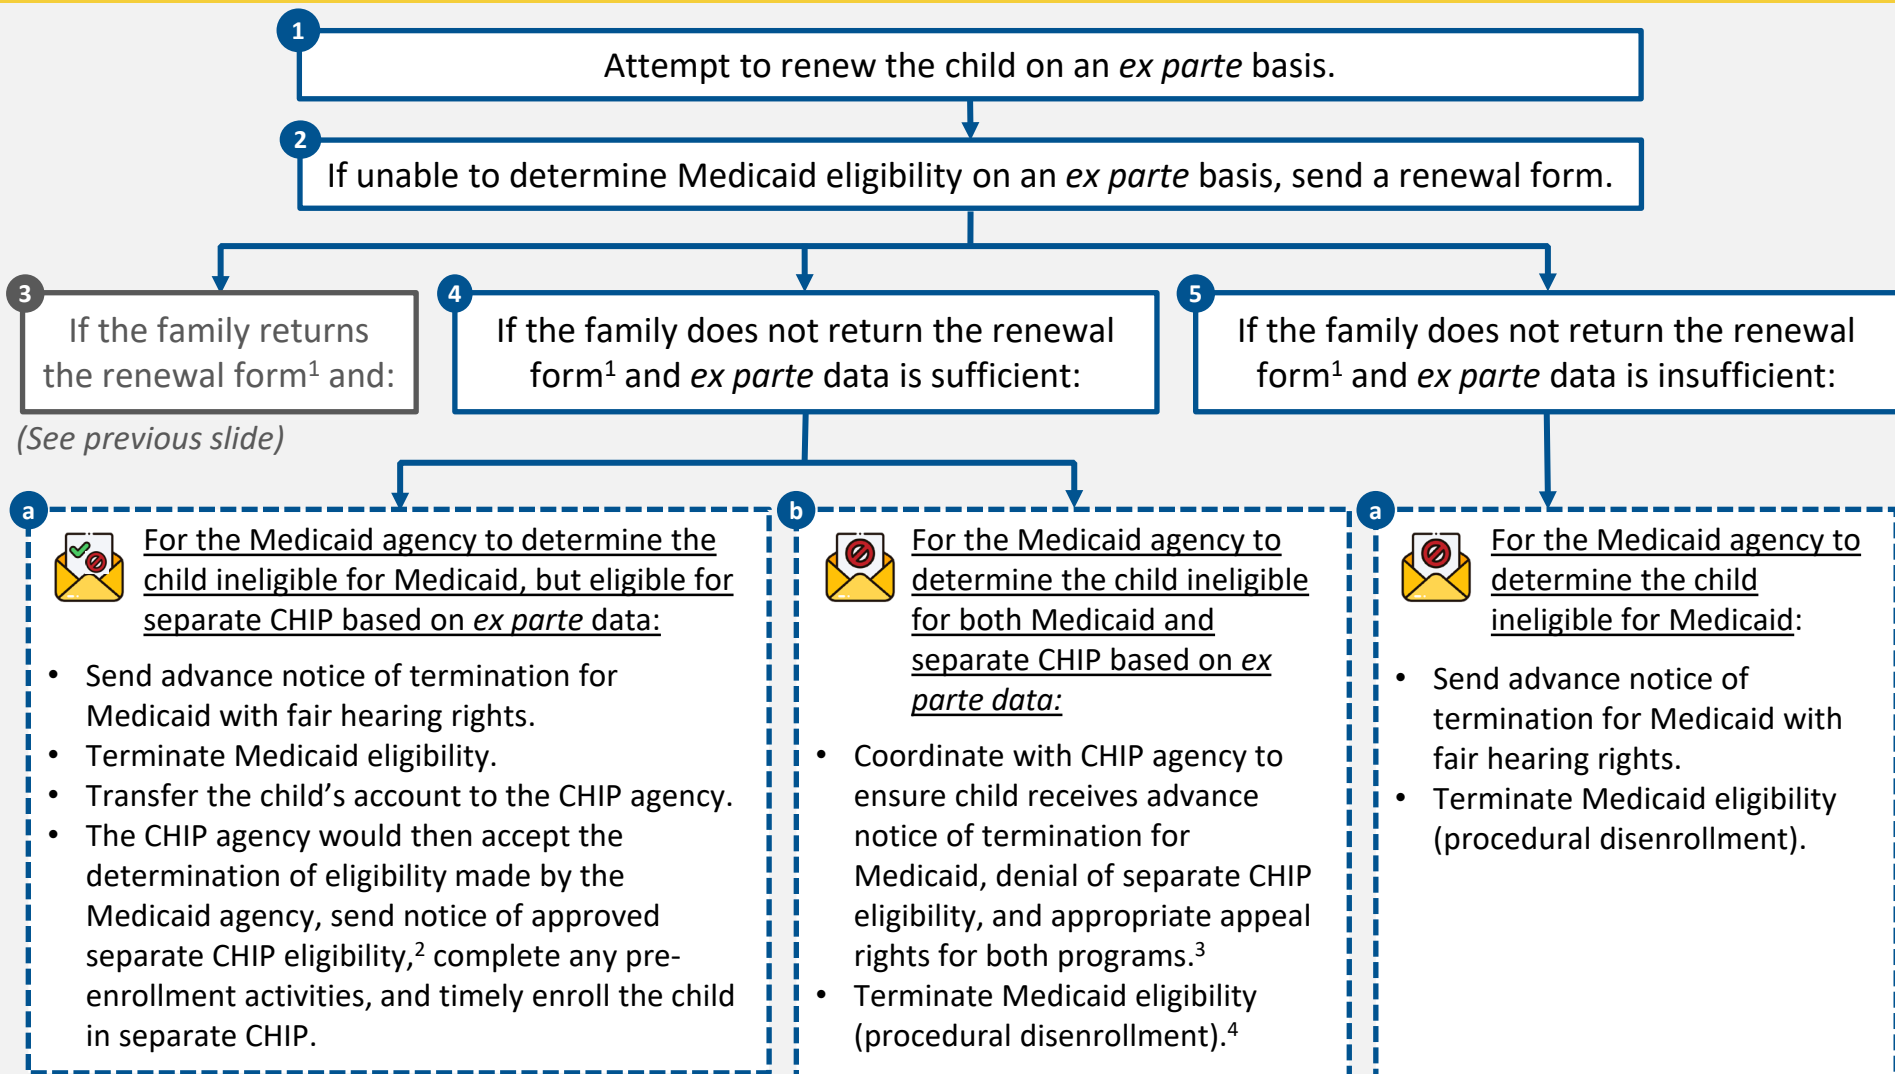 1
Attempt to renew the child on an ex parte basis.
2
If unable to determine Medicaid eligibility on an ex parte basis, send a renewal form.
3
If the family returns
the renewal form¹ and:
(See previous slide)
4
If the family does not return the renewal
form¹ and ex parte data is sufficient:
5
If the family does not return the renewal
form¹ and ex parte data is insufficient:
a
For the Medicaid agency to determine the
child ineligible for Medicaid, but eligible for
separate CHIP based on ex parte data:
• Send advance notice of termination for
Medicaid with fair hearing rights.
• Terminate Medicaid eligibility.
• Transfer the child’s account to the CHIP agency.
• The CHIP agency would then accept the
determination of eligibility made by the
Medicaid agency, send notice of approved
separate CHIP eligibility,² complete any pre-
enrollment activities, and timely enroll the child
in separate CHIP.
b
For the Medicaid agency to
determine the child ineligible
for both Medicaid and
separate CHIP based on ex
parte data:
• Coordinate with CHIP agency to
ensure child receives advance
notice of termination for
Medicaid, denial of separate CHIP
eligibility, and appropriate appeal
rights for both programs.³
• Terminate Medicaid eligibility
(procedural disenrollment).⁴
a
For the Medicaid agency to
determine the child
ineligible for Medicaid:
• Send advance notice of
termination for Medicaid with
fair hearing rights.
• Terminate Medicaid eligibility
(procedural disenrollment).